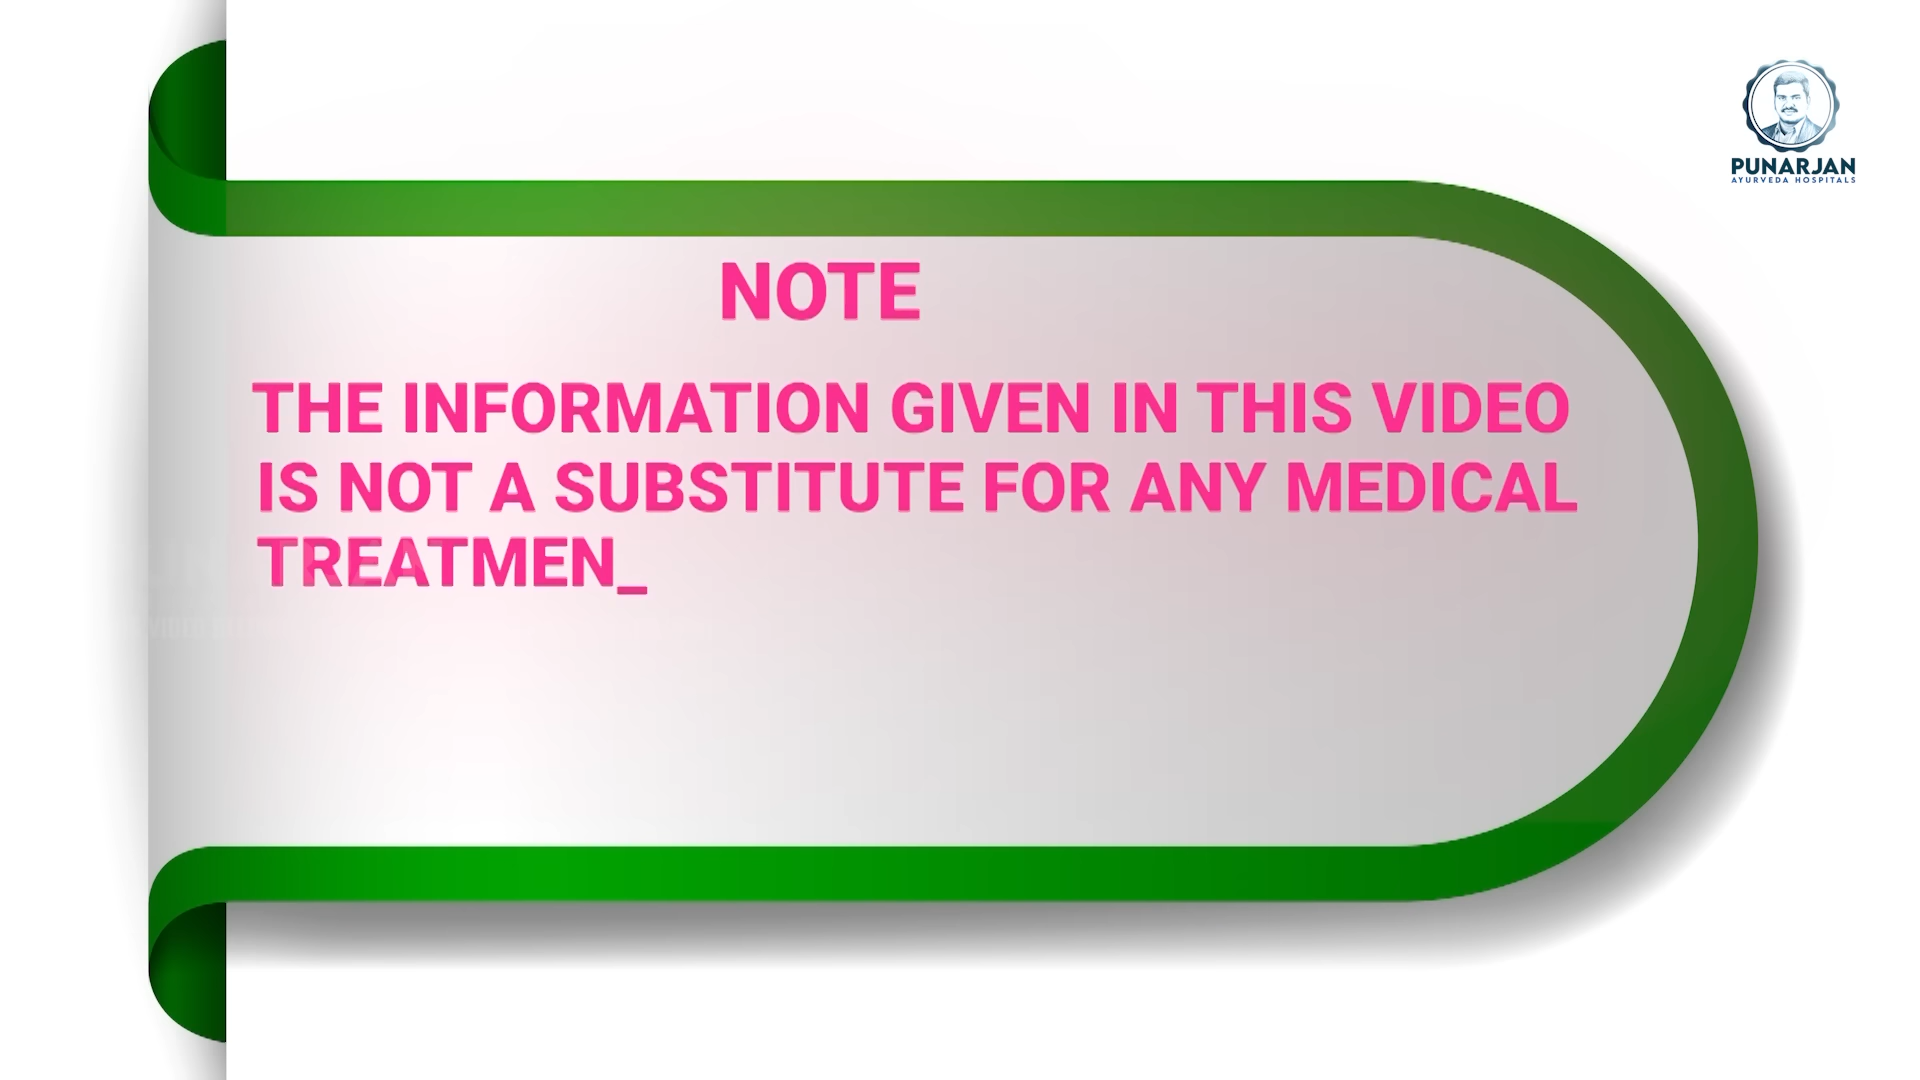 PUNARJAN
AYURVEDA HOSPITALS
NOTE
THE INFORMATION GIVEN IN THIS VIDEO
IS NOT A SUBSTITUTE FOR ANY MEDICAL
TREATMEN_